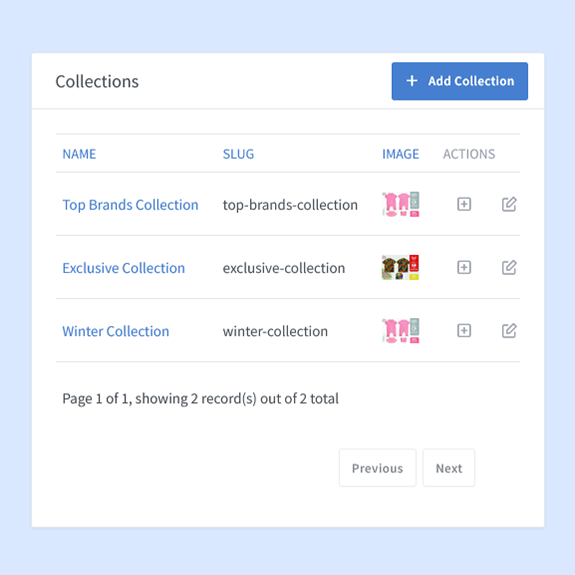 Collections
+ Add Collection
NAME SLUG IMAGE ACTIONS
Top Brands Collection top-brands-collection
Exclusive Collection exclusive-collection
Winter Collection winter-collection
Page 1 of 1, showing 2 record(s) out of 2 total
Previous Next